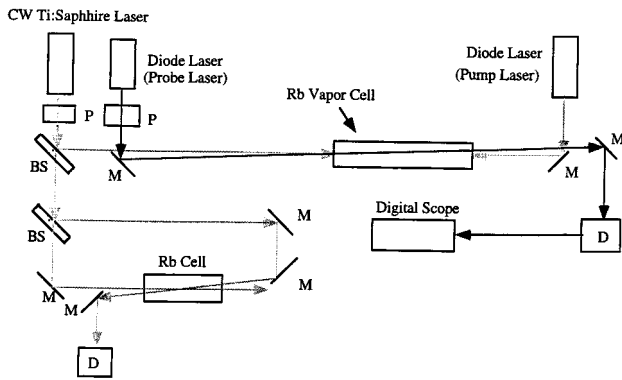 CW Ti:Saphhire Laser
Diode Laser
(Probe Laser)
Diode Laser
(Pump Laser)
Rb Vapor Cell
P
P
BS
M
M
M
Digital Scope
D
BS
M
Rb Cell
M
M
M
D